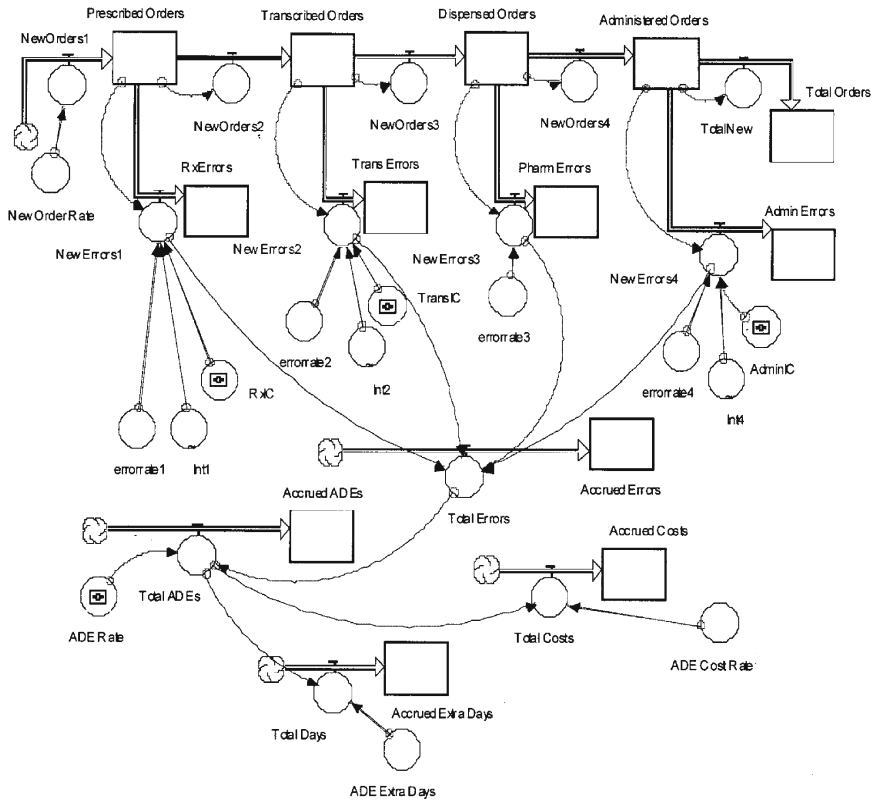 Prescribed Orders
Transcribed Orders
Dispensed Orders
Administered Orders
NewOrders1
NewOrders2
NewOrders3
NewOrders4
TotalNew
Total Orders
NewOrderRate
RxErrors
Trans Errors
Pharm Errors
Admin Errors
NewErrors1
NewErrors2
NewErrors3
NewErrors4
TransIC
errorrate2
Int2
errorrate3
errorrate4
AdminIC
Int4
RxIC
errorrate1
Int1
Accrued Errors
Accrued ADEs
Total Errors
Accrued Costs
Total ADEs
ADE Rate
Total Costs
ADE Cost Rate
Accrued Extra Days
Total Days
ADE Extra Days